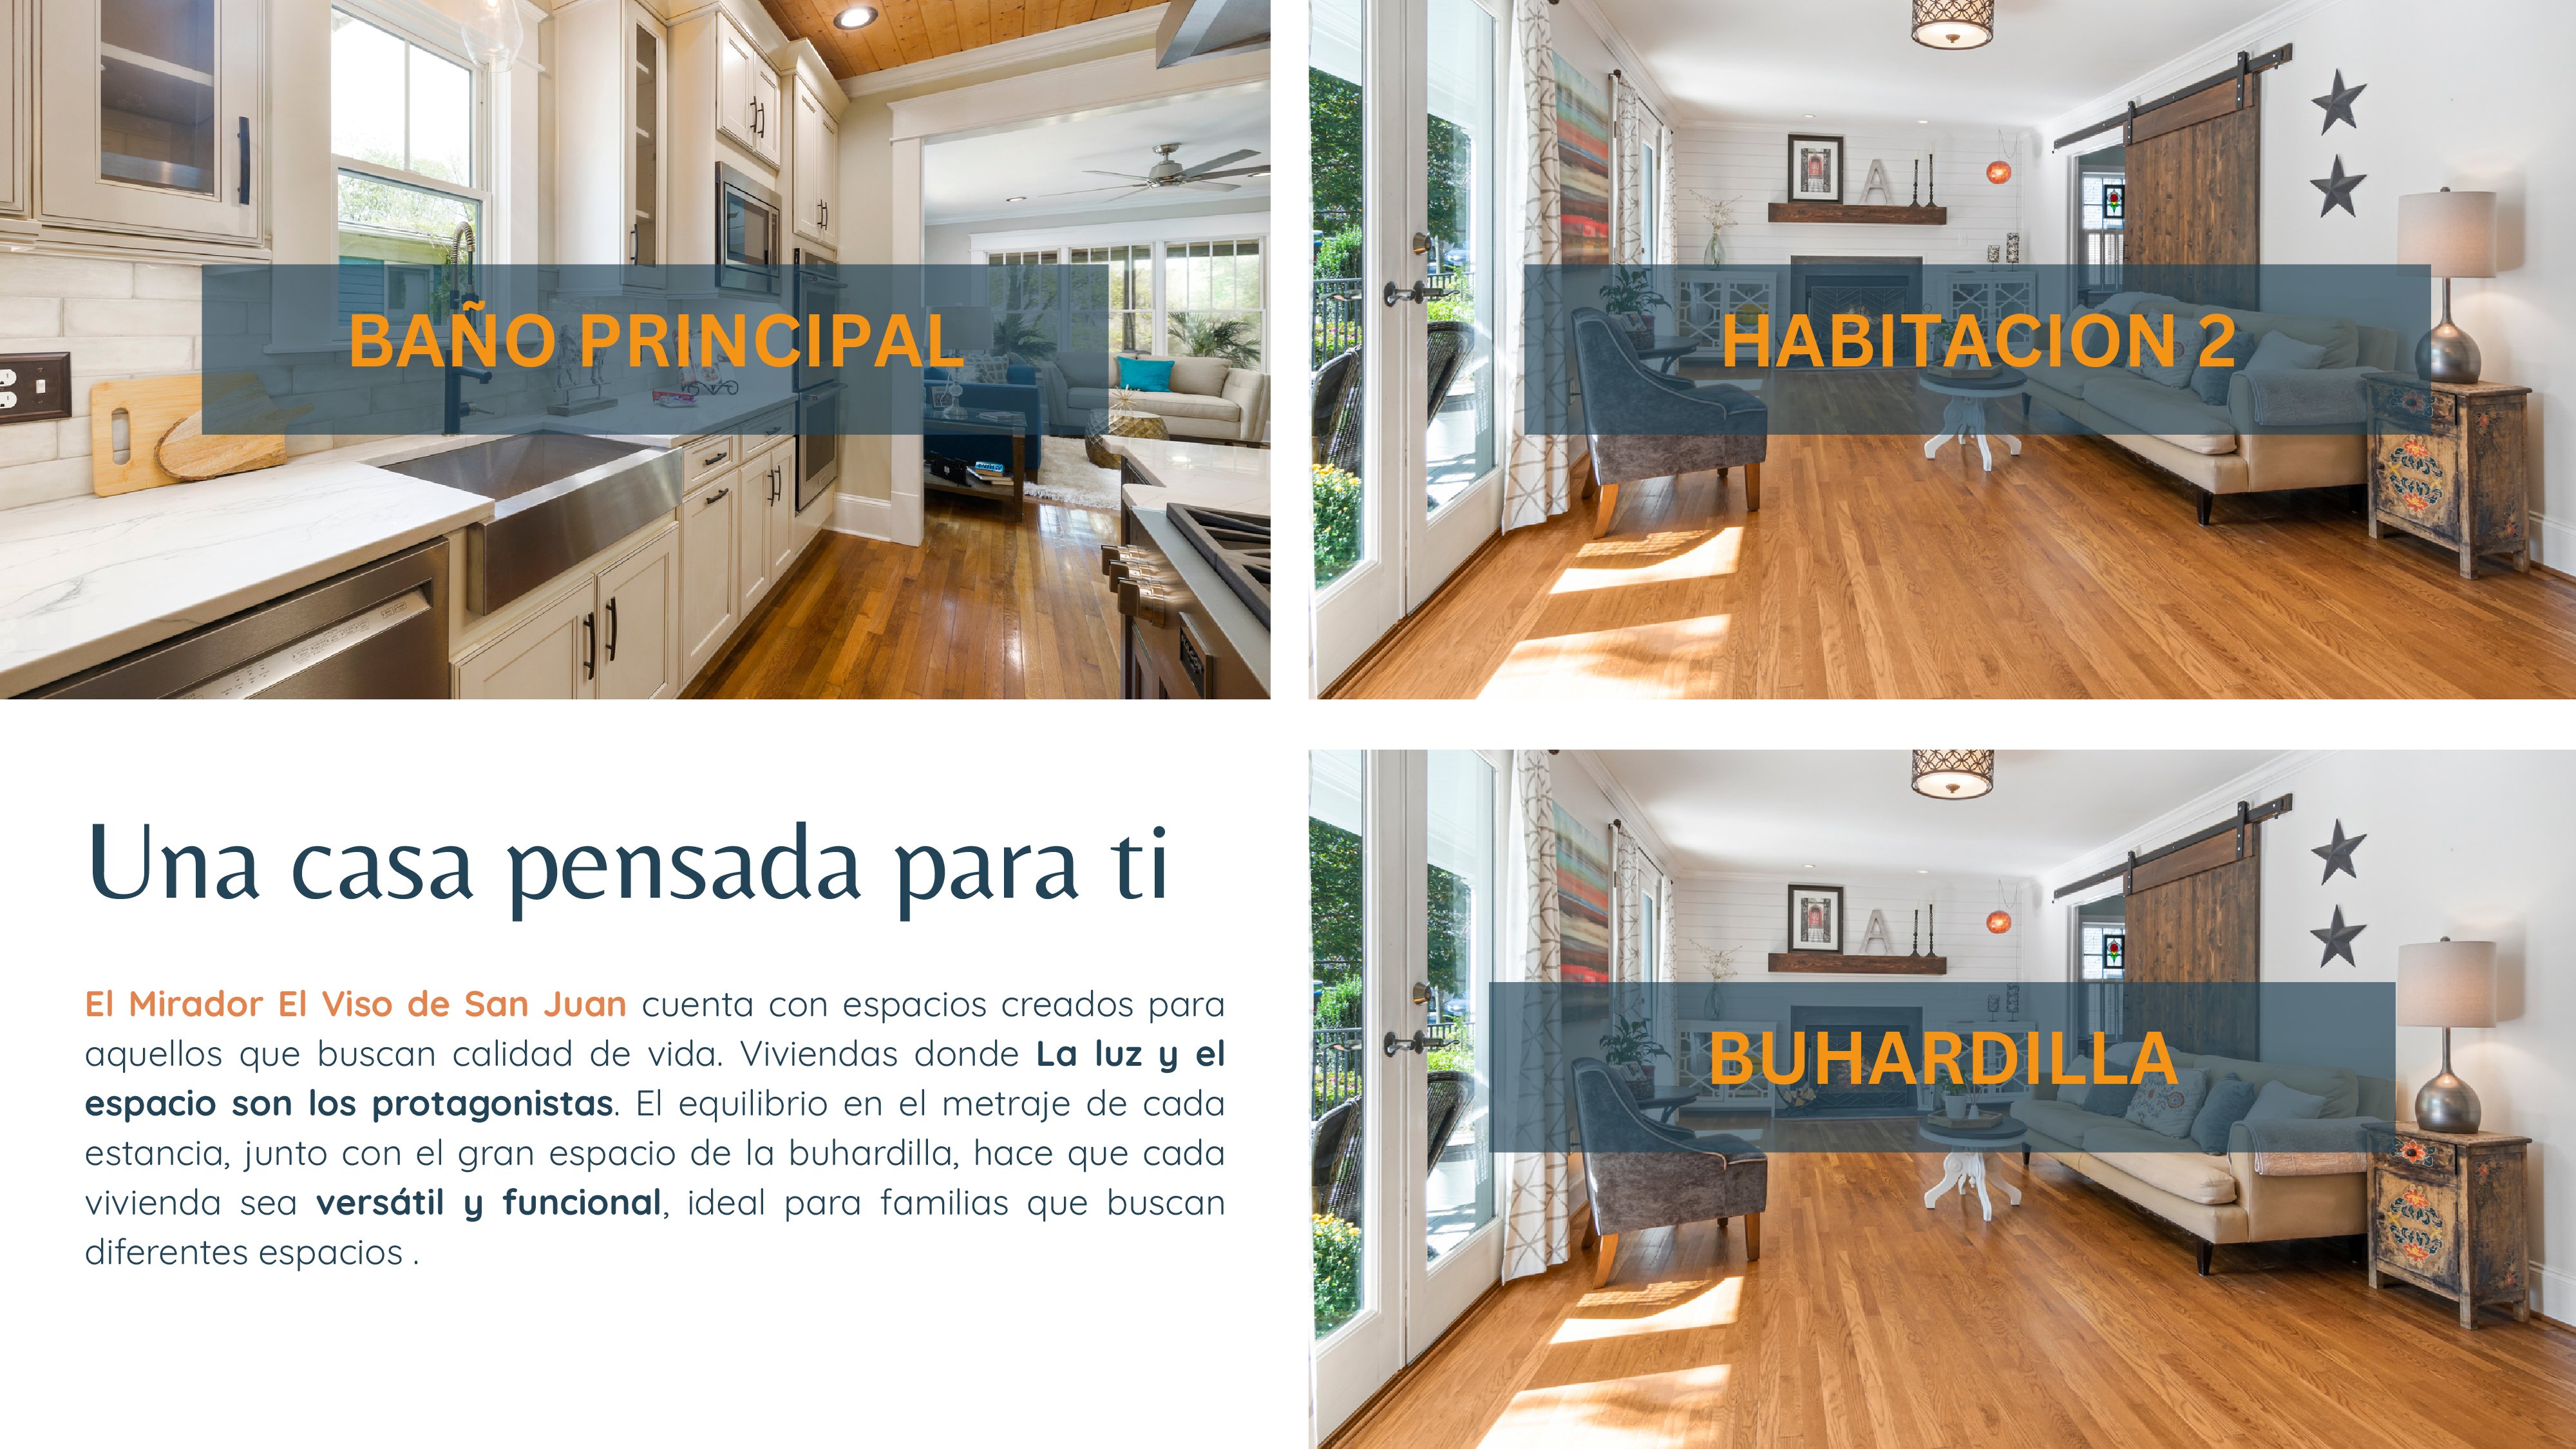 BAÑO PRINCIPAL
HABITACION 2
Una casa pensada para ti
El Mirador El Viso de San Juan cuenta con espacios creados para
aquellos que buscan calidad de vida. Viviendas donde La luz y el
espacio son los protagonistas. El equilibrio en el metraje de cada
estancia, junto con el gran espacio de la buhardilla, hace que cada
vivienda sea versátil y funcional, ideal para familias que buscan
diferentes espacios .
BUHARDILLA